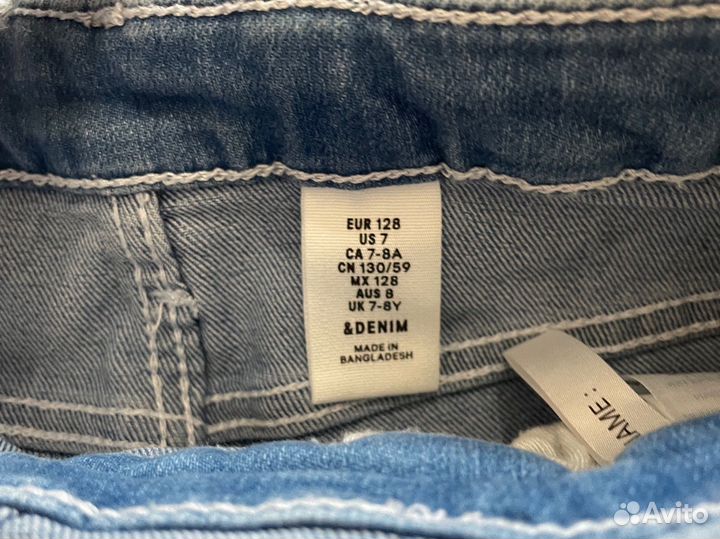 EUR 128
US 7
CA 7-8A
CN 130/59
MX 128
AUS 8
UK 7-8Y
&DENIM
MADE IN
BANGLADESH
NAME:
Avito